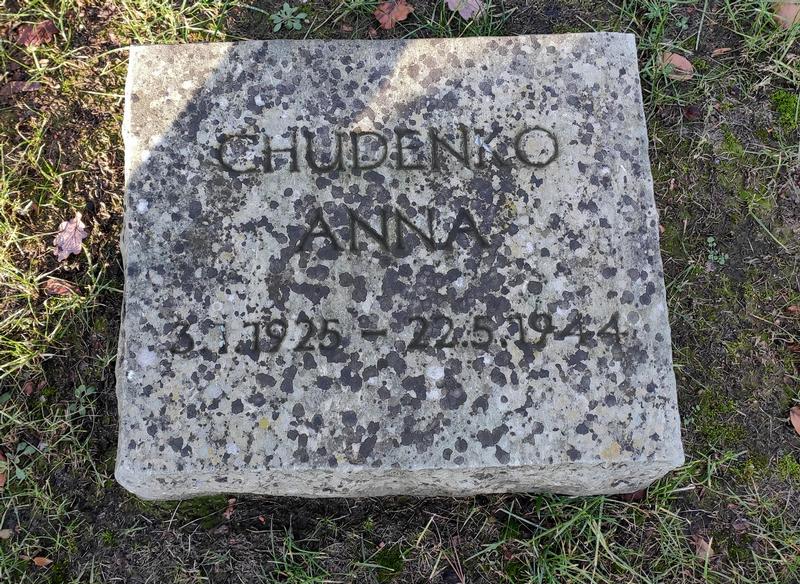 CHUDENKO
ANNA
3.1.1925 – 22.5.1944